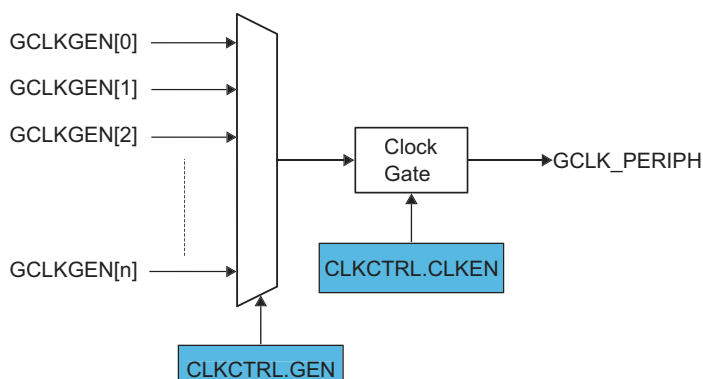 GCLKGEN[0]
GCLKGEN[1]
GCLKGEN[2]
Clock
Gate
GCLK_PERIPH
GCLKGEN[n]
CLKCTRL.CLKEN
CLKCTRL.GEN